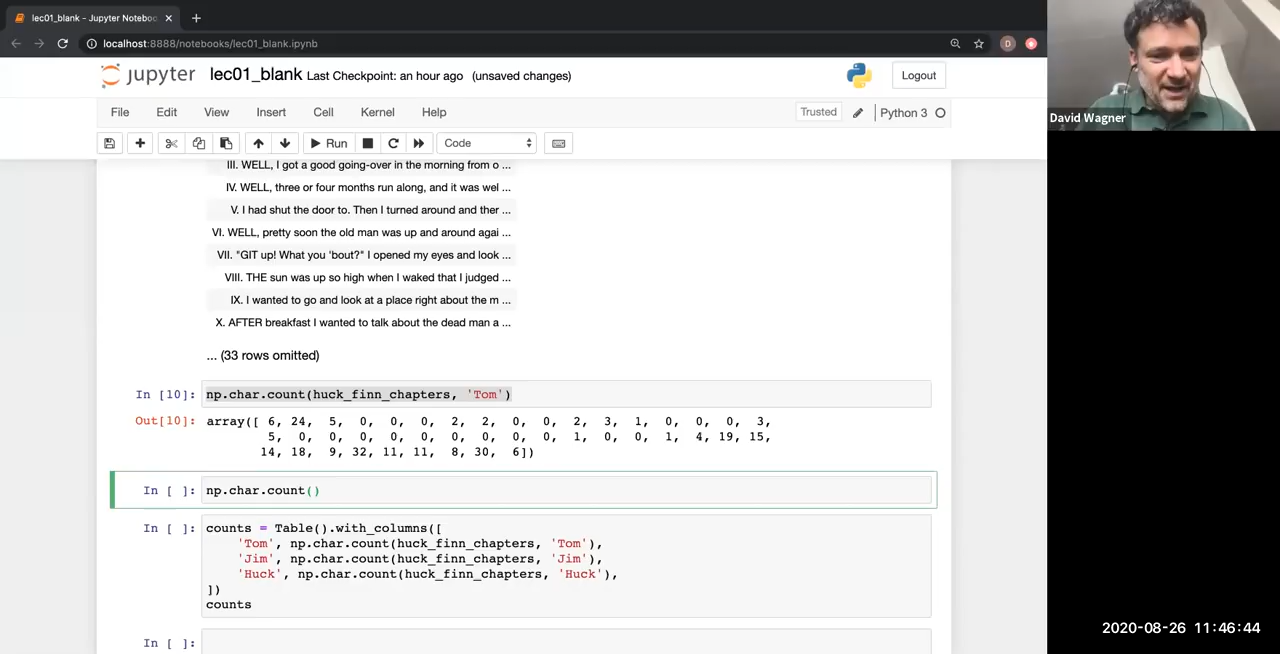 lec01_blank - Jupyter Noteboo
localhost:8888/notebooks/lec01_blank.ipynb
D
jupyter lec01_blank Last Checkpoint: an hour ago (unsaved changes)
Logout
File Edit View Insert Cell Kernel Help
Trusted Python 3
Run Code
III. WELL, I got a good going-over in the morning from o ...
IV. WELL, three or four months run along, and it was wel ...
V. I had shut the door to. Then I turned around and ther ...
VI. WELL, pretty soon the old man was up and around agai ...
VII. "GIT up! What you 'bout?" I opened my eyes and look ...
VIII. THE sun was up so high when I waked that I judged ...
IX. I wanted to go and look at a place right about the m ...
X. AFTER breakfast I wanted to talk about the dead man a ...
... (33 rows omitted)
In [10]: np.char.count(huck_finn_chapters, 'Tom')
Out[10]: array([ 6, 24, 5, 0, 0, 0, 2, 2, 0, 0, 2, 3, 1, 0, 0, 0, 3,
5, 0, 0, 0, 0, 0, 0, 0, 0, 1, 0, 0, 1, 4, 19, 15,
14, 18, 9, 32, 11, 11, 8, 30, 6])
In [ ]: np.char.count()
In [ ]: counts = Table().with_columns([
'Tom', np.char.count(huck_finn_chapters, 'Tom'),
'Jim', np.char.count(huck_finn_chapters, 'Jim'),
'Huck', np.char.count(huck_finn_chapters, 'Huck'),
])
counts
In [ ]:
David Wagner
2020-08-26 11:46:44